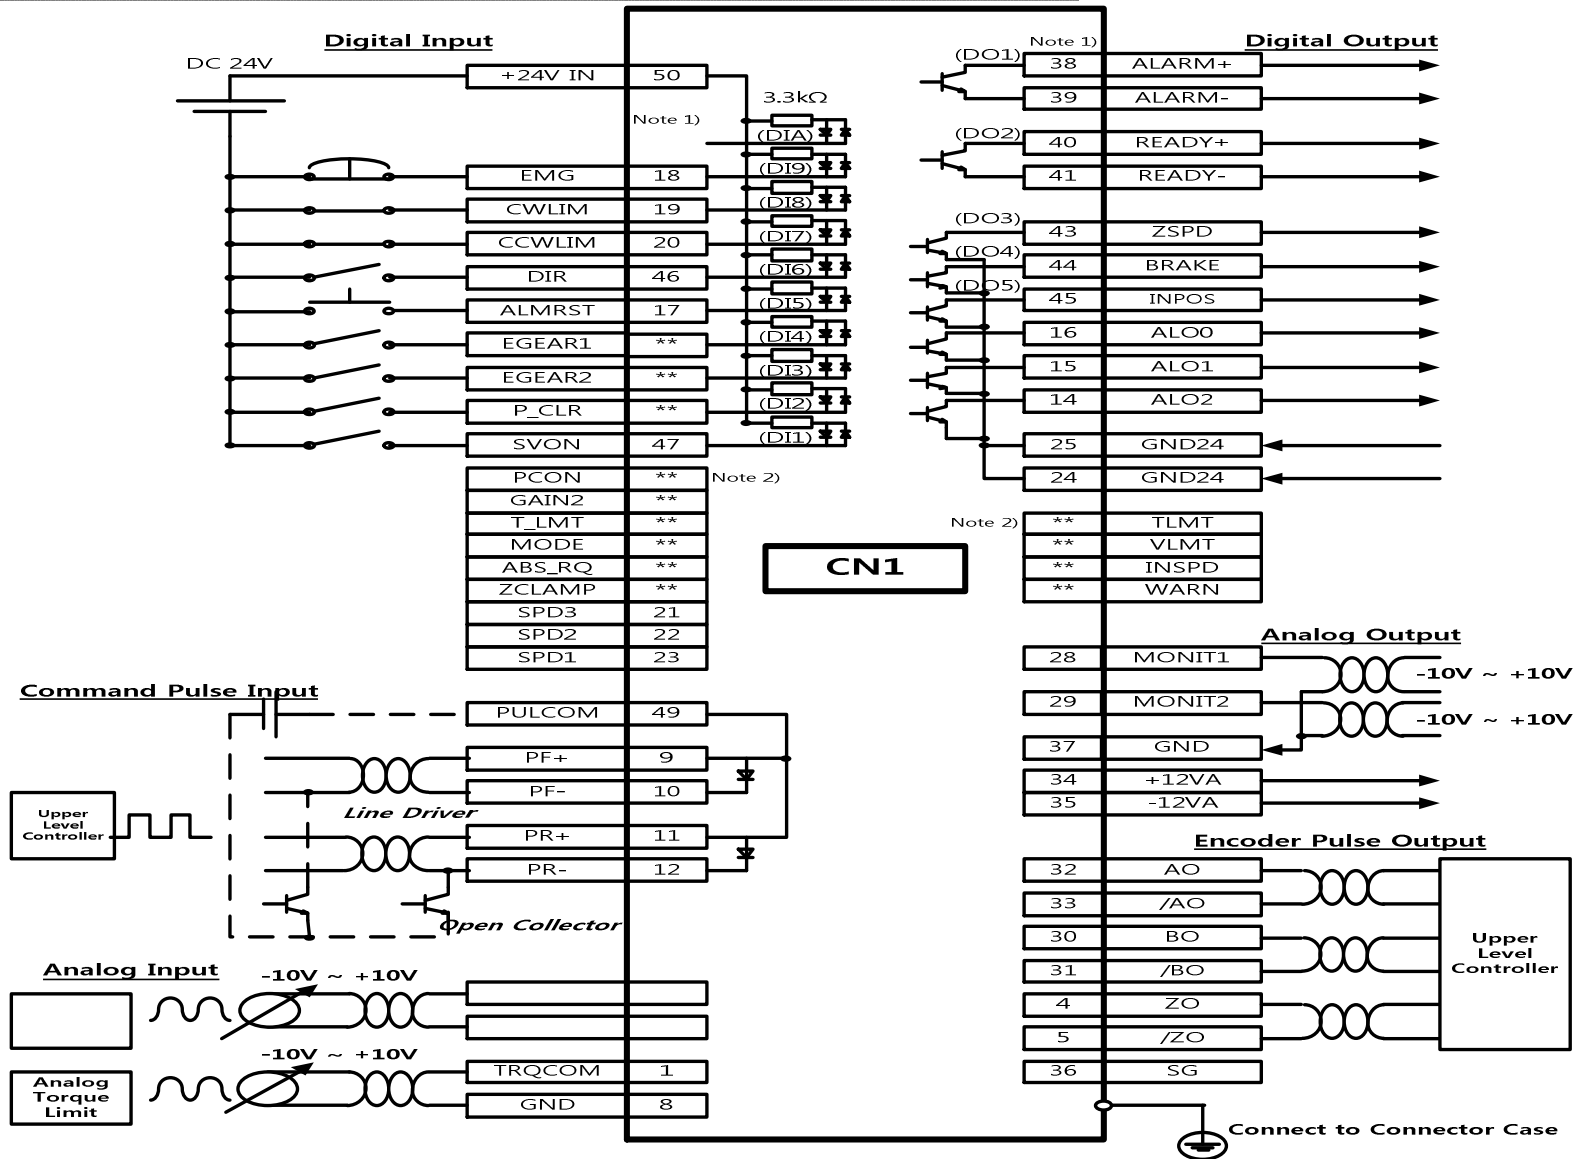 Digital Input
DC 24V
+24V IN 50
Note 1)
3.3kΩ
(DIA)
EMG 18 (DI9)
CWLIM 19 (DI8)
CCWLIM 20 (DI7)
DIR 46 (DI6)
ALMRST 17 (DI5)
EGEAR1 ** (DI4)
EGEAR2 ** (DI3)
P_CLR ** (DI2)
SVON 47 (DI1)
PCON ** Note 2)
GAIN2 **
T_LMT **
MODE **
ABS_RQ **
ZCLAMP **
SPD3 21
SPD2 22
SPD1 23
Command Pulse Input
PULCOM 49
PF+ 9
PF- 10
Line Driver
Upper
Level
Controller
PR+ 11
PR- 12
Open Collector
Analog Input
-10V ~ +10V
-10V ~ +10V
Analog
Torque
Limit
TRQCOM 1
GND 8
CN1
Note 1)
Digital Output
(DO1) 38 ALARM+
39 ALARM-
(DO2) 40 READY+
41 READY-
(DO3) 43 ZSPD
(DO4) 44 BRAKE
(DO5) 45 INPOS
16 ALO0
15 ALO1
14 ALO2
25 GND24
24 GND24
Note 2) ** TLMT
** VLMT
** INSPD
** WARN
Analog Output
28 MONIT1 -10V ~ +10V
29 MONIT2 -10V ~ +10V
37 GND
34 +12VA
35 -12VA
Encoder Pulse Output
32 AO
33 /AO
30 BO
31 /BO
4 ZO
5 /ZO
36 SG
Upper
Level
Controller
Connect to Connector Case